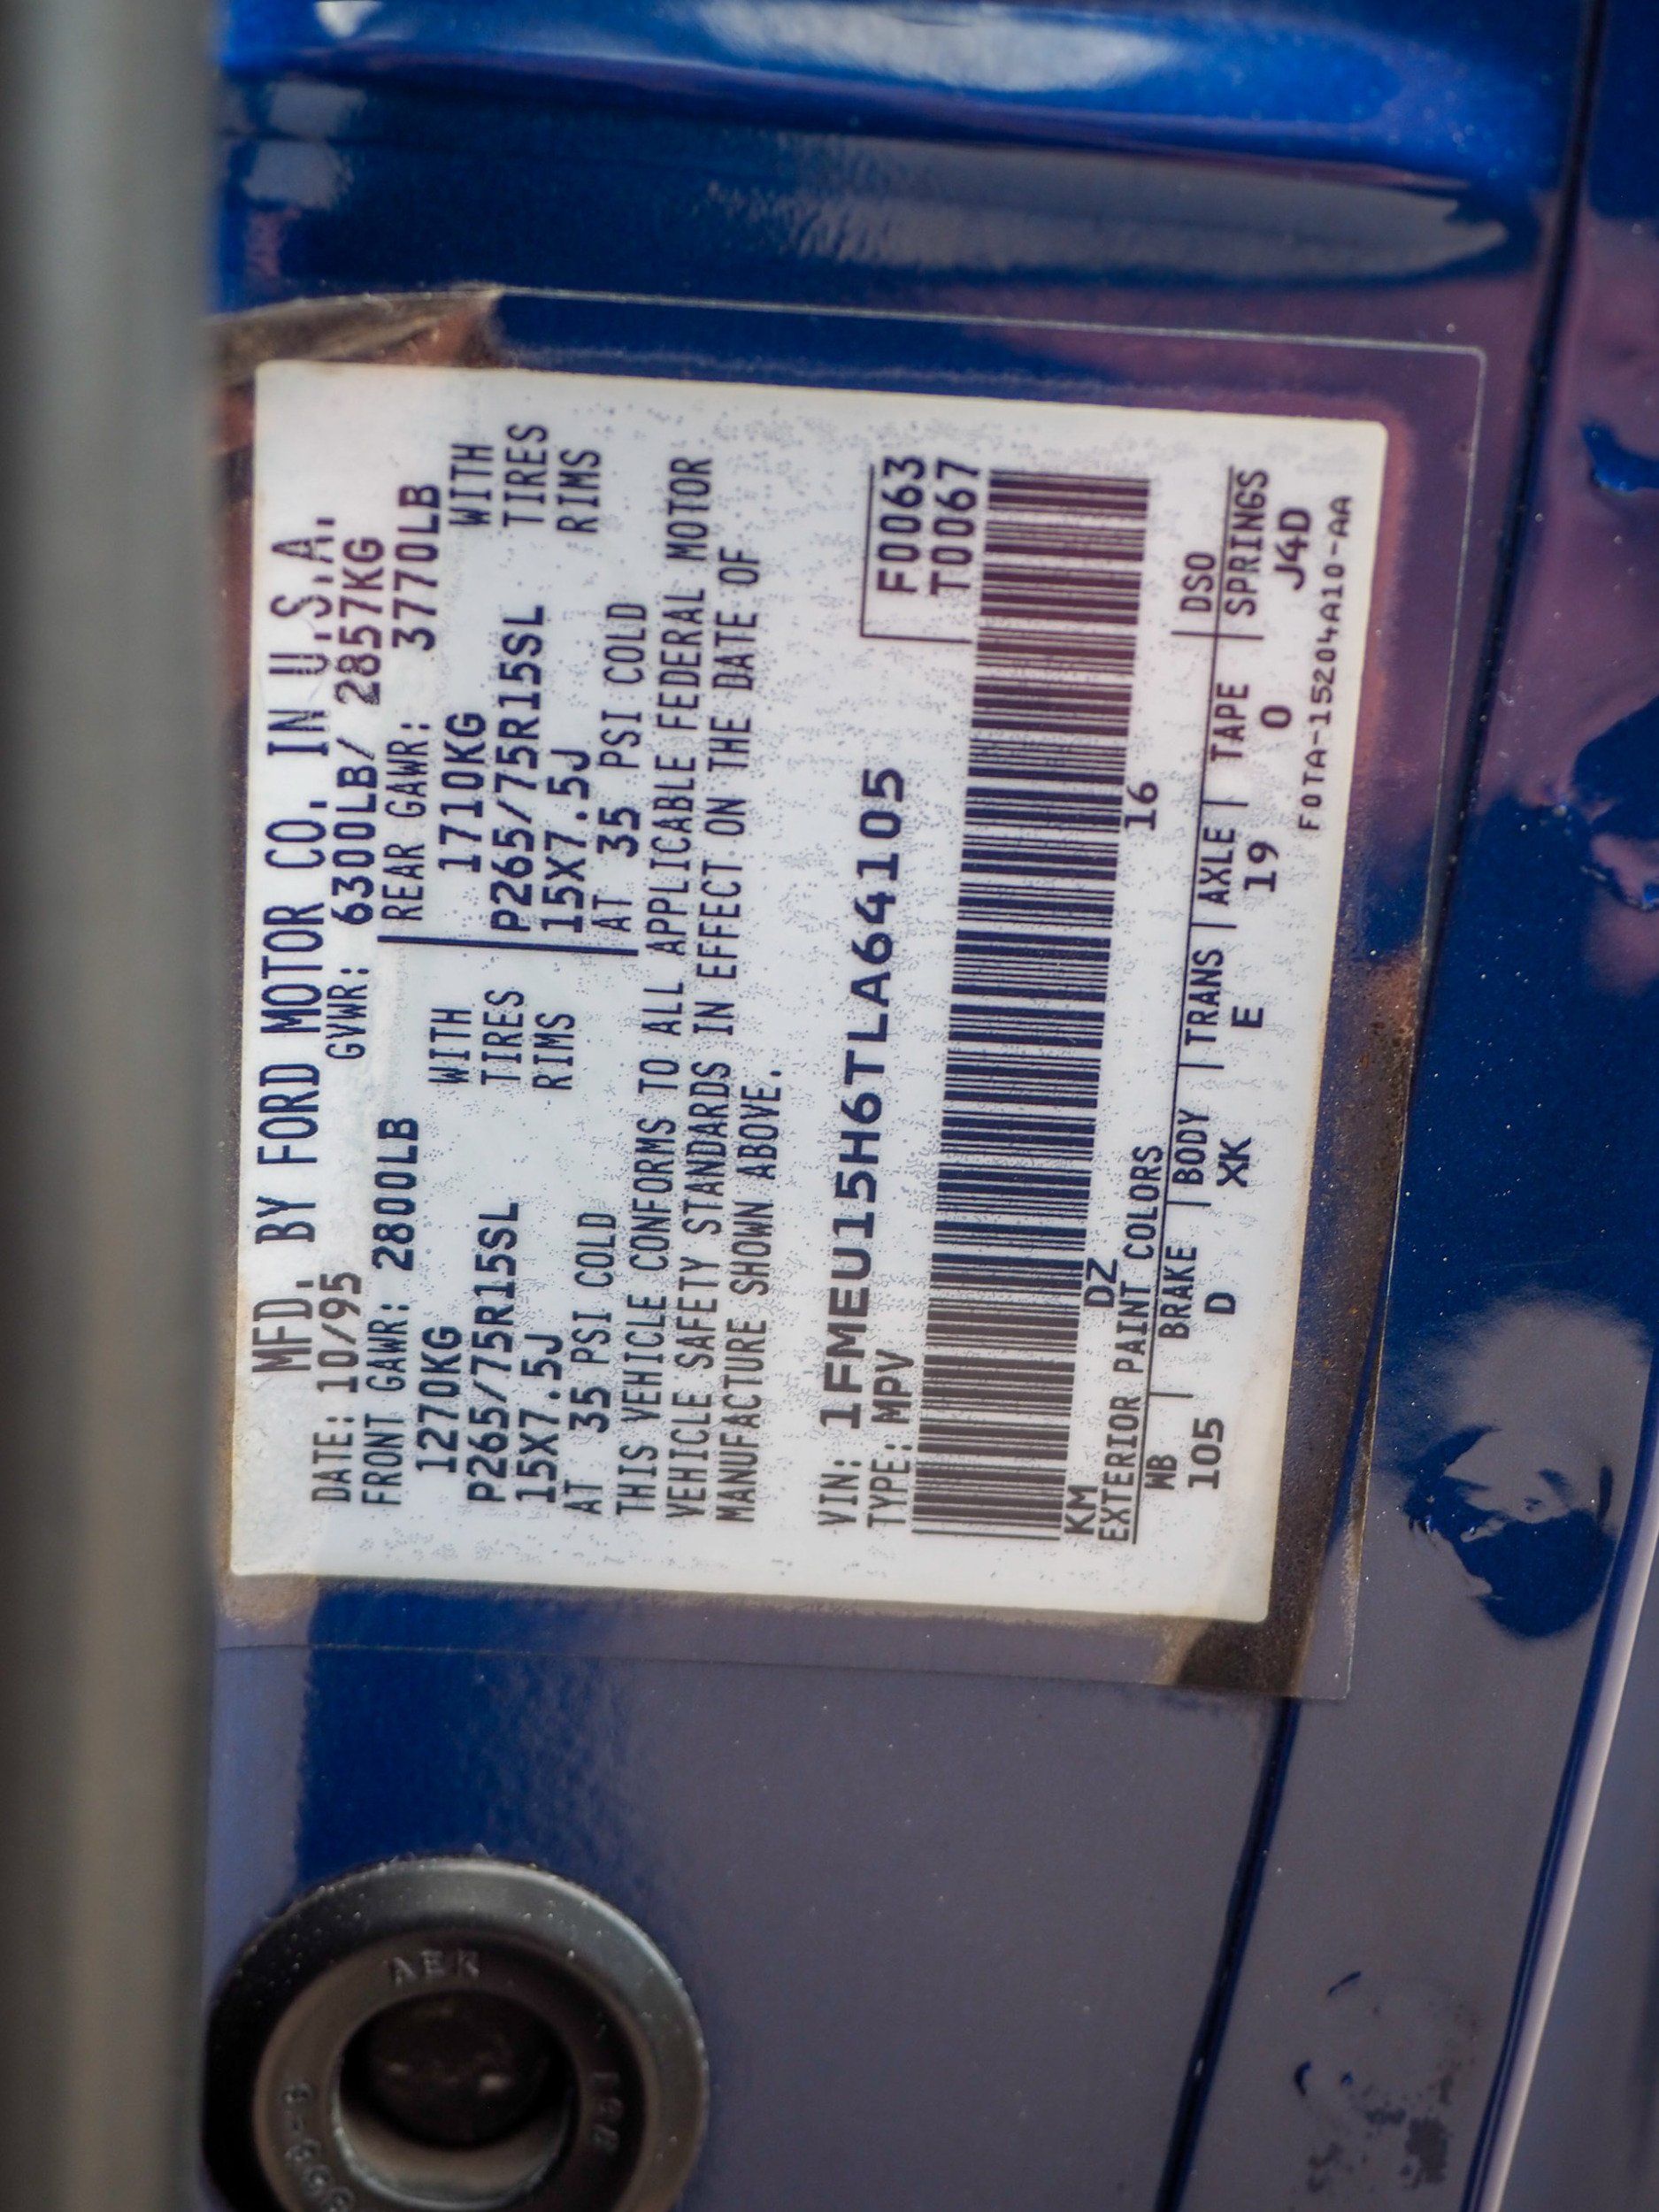 MFD. BY FORD MOTOR CO. IN U.S.A.
DATE: 10/95 GVWR: 6300LB/ 2857KG
FRONT GAWR: 2800LB REAR GAWR: 3770LB
1270KG WITH 1710KG WITH
P265/75R15SL TIRES P265/75R15SL TIRES
15X7.5J RIMS 15X7.5J RIMS
AT 35 PSI COLD AT 35 PSI COLD
THIS VEHICLE CONFORMS TO ALL APPLICABLE FEDERAL MOTOR
VEHICLE SAFETY STANDARDS IN EFFECT ON THE DATE OF
MANUFACTURE SHOWN ABOVE.
VIN: 1FMEU15H6TLA64105 F0063
TYPE: MPV T0067
KM DZ 16
EXTERIOR PAINT COLORS DSO
WB BRAKE BODY TRANS AXLE TAPE SPRINGS
105 D XK E 19 O J4D
F0TA-15204A10-AA